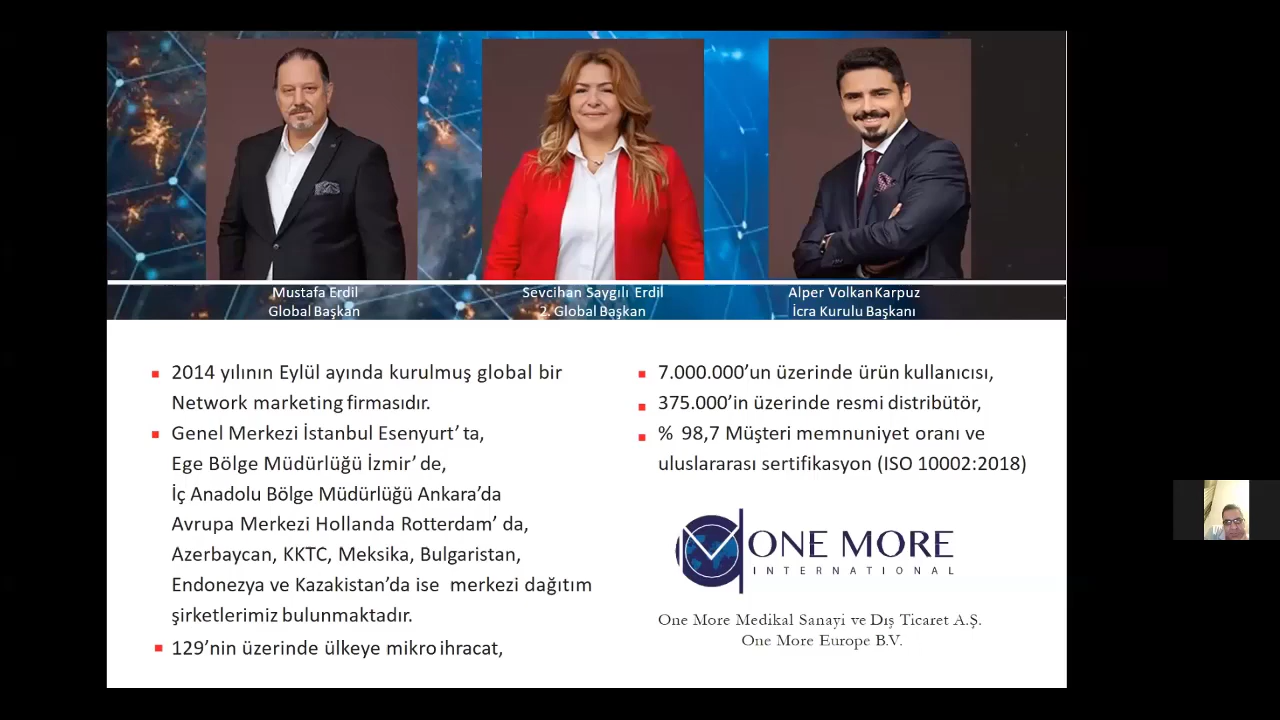 Mustafa Erdil
Global Başkan
Sevcihan Saygılı Erdil
2. Global Başkan
Alper Volkan Karpuz
İcra Kurulu Başkanı
2014 yılının Eylül ayında kurulmuş global bir
Network marketing firmasıdır.
Genel Merkezi İstanbul Esenyurt’ ta,
Ege Bölge Müdürlüğü İzmir’ de,
İç Anadolu Bölge Müdürlüğü Ankara’da
Avrupa Merkezi Hollanda Rotterdam’ da,
Azerbaycan, KKTC, Meksika, Bulgaristan,
Endonezya ve Kazakistan’da ise merkezi dağıtım
şirketlerimiz bulunmaktadır.
129’nin üzerinde ülkeye mikro ihracat,
7.000.000’un üzerinde ürün kullanıcısı,
375.000’in üzerinde resmi distribütör,
% 98,7 Müşteri memnuniyet oranı ve
uluslararası sertifikasyon (ISO 10002:2018)
ONE MORE
INTERNATIONAL
One More Medikal Sanayi ve Dış Ticaret A.Ş.
One More Europe B.V.